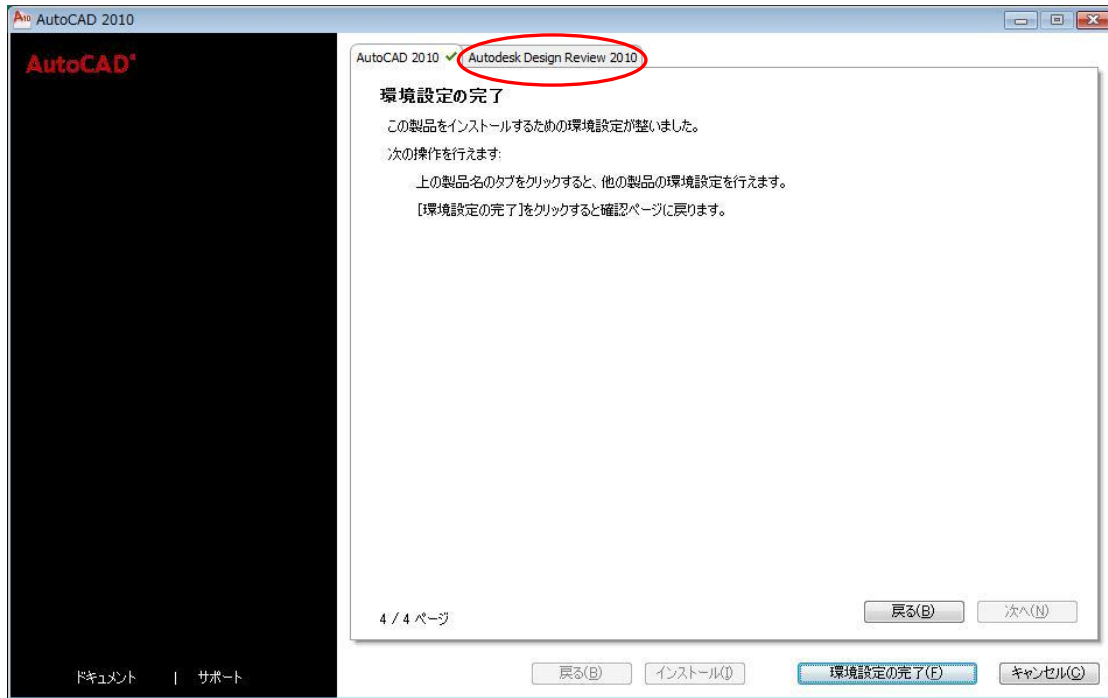 AutoCAD 2010
AutoCAD
AutoCAD 2010 Autodesk Design Review 2010
環境設定の完了
この製品をインストールするための環境設定が整いました。
次の操作を行えます:
上の製品名のタブをクリックすると、他の製品の環境設定を行えます。
[環境設定の完了]をクリックすると確認ページに戻ります。
4 / 4 ページ
戻る(B) 次へ(N)
ドキュメント | サポート
戻る(B) インストール(I) 環境設定の完了(F) キャンセル(C)